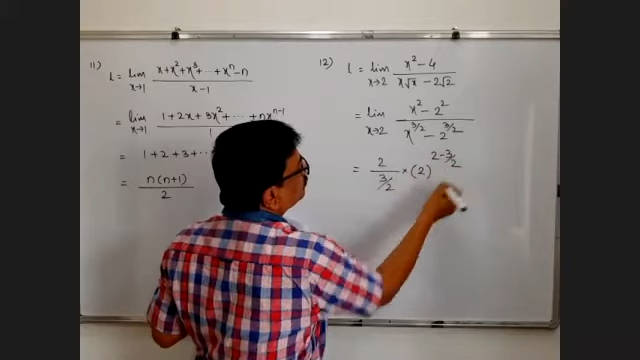 11) l = lim x→1 (x+x²+x³+···+xⁿ-n)/(x-1)
= lim x→1 (1+2x+3x²+···+nxⁿ⁻¹)/1
= 1+2+3+··
= n(n+1)/2
12) l = lim x→2 (x²-4)/(x√x-2√2)
= lim x→2 (x²-2²)/(x^(3/2)-2^(3/2))
= 2/(3/2) × (2)^(2-3/2)